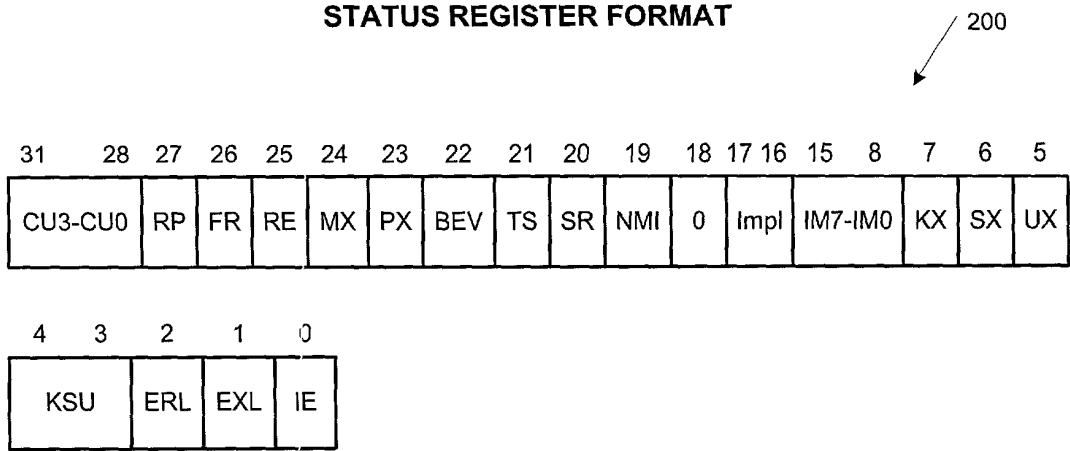 STATUS REGISTER FORMAT
200
31 28 27 26 25 24 23 22 21 20 19 18 17 16 15 8 7 6 5
CU3-CU0 RP FR RE MX PX BEV TS SR NMI 0 Impl IM7-IM0 KX SX UX
4 3 2 1 0
KSU ERL EXL IE